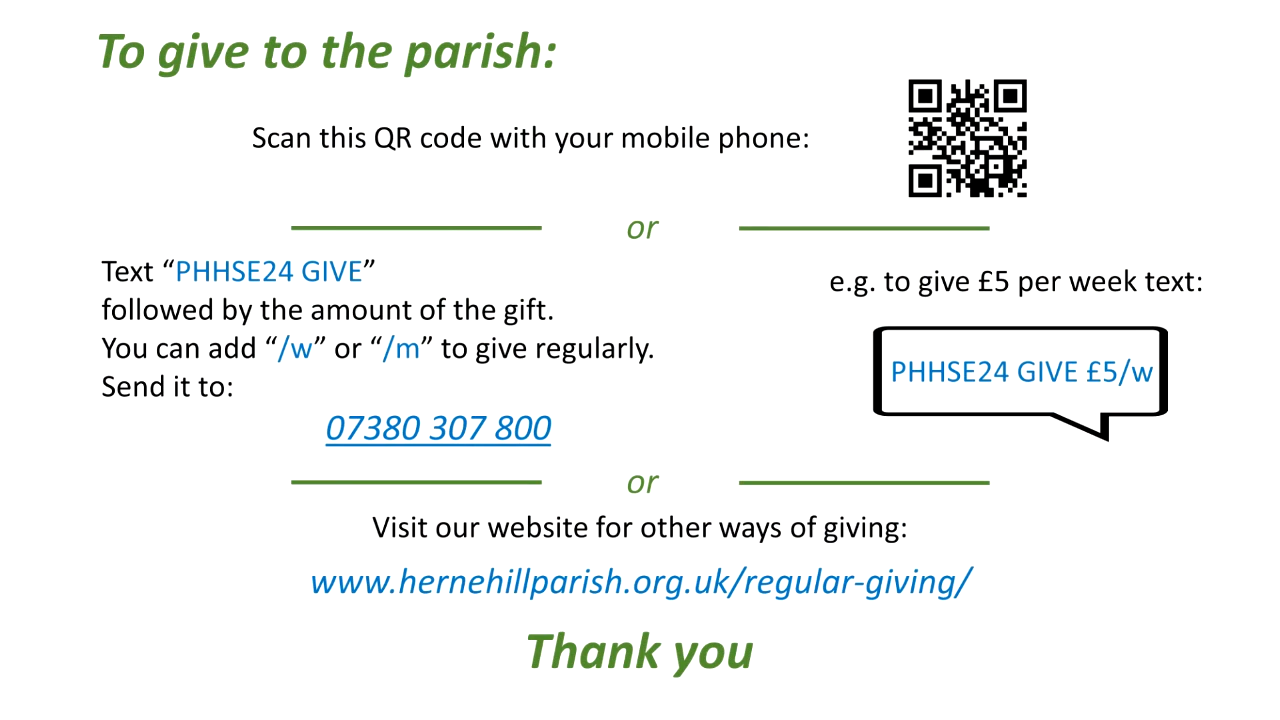 To give to the parish:
Scan this QR code with your mobile phone:
or
Text “PHHSE24 GIVE”
followed by the amount of the gift.
You can add “/w” or “/m” to give regularly.
Send it to:
07380 307 800
e.g. to give £5 per week text:
PHHSE24 GIVE £5/w
or
Visit our website for other ways of giving:
www.hernehillparish.org.uk/regular-giving/
Thank you